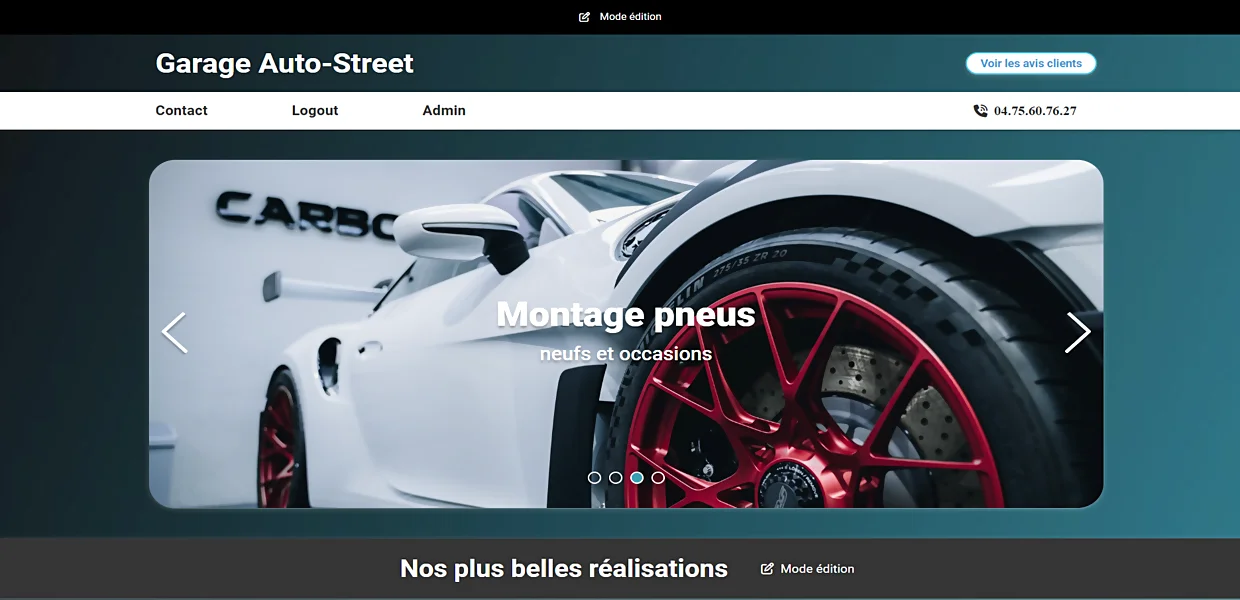 Mode édition
Garage Auto-Street
Voir les avis clients
Contact
Logout
Admin
04.75.60.76.27
CARBO
275/35 ZR 20
Montage pneus
neufs et occasions
Nos plus belles réalisations
Mode édition